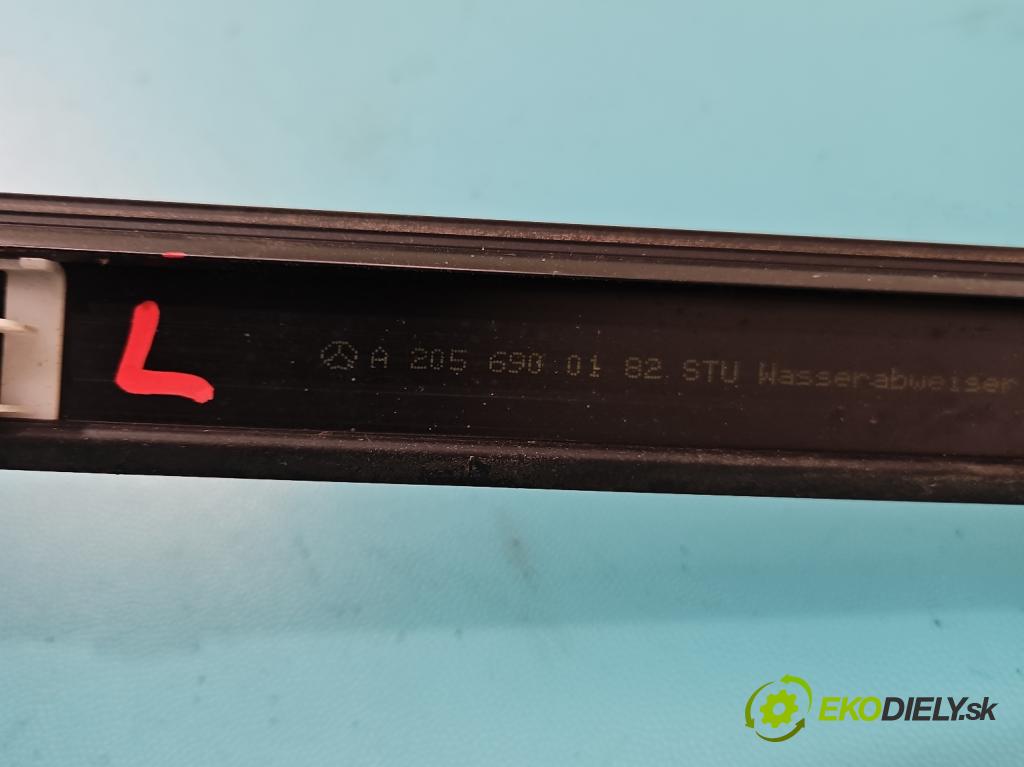 L
A 205 690 01 82 STU Wasserabweiser
EKODIELY.sk